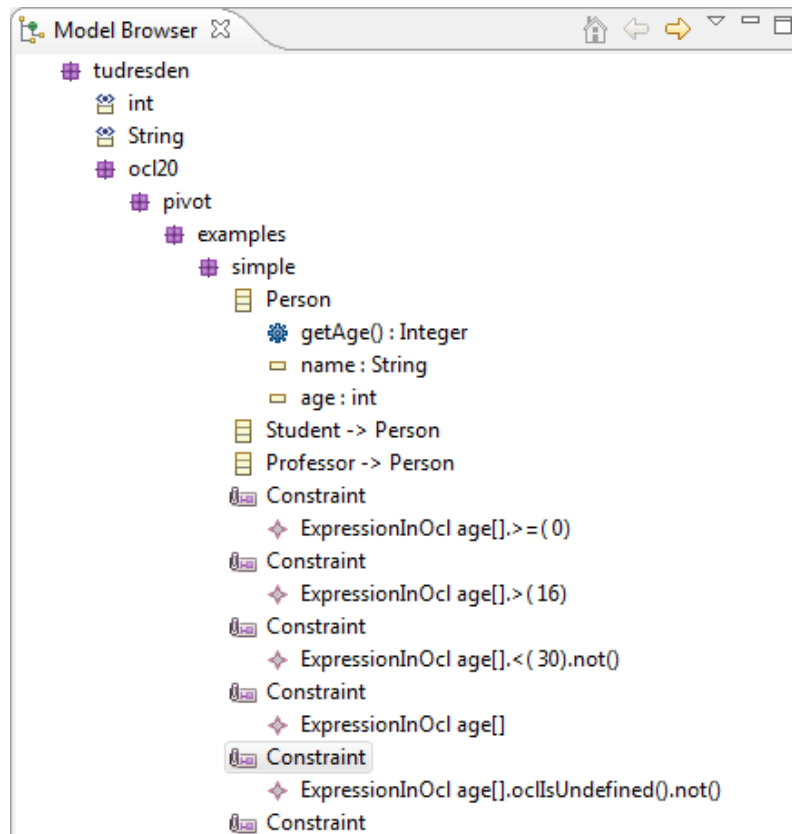 Model Browser
tudresden
int
String
ocl20
pivot
examples
simple
Person
getAge() : Integer
name : String
age : int
Student -> Person
Professor -> Person
Constraint
ExpressionInOcl age[].>=( 0)
Constraint
ExpressionInOcl age[].>( 16)
Constraint
ExpressionInOcl age[].<( 30).not()
Constraint
ExpressionInOcl age[]
Constraint
ExpressionInOcl age[].oclIsUndefined().not()
Constraint